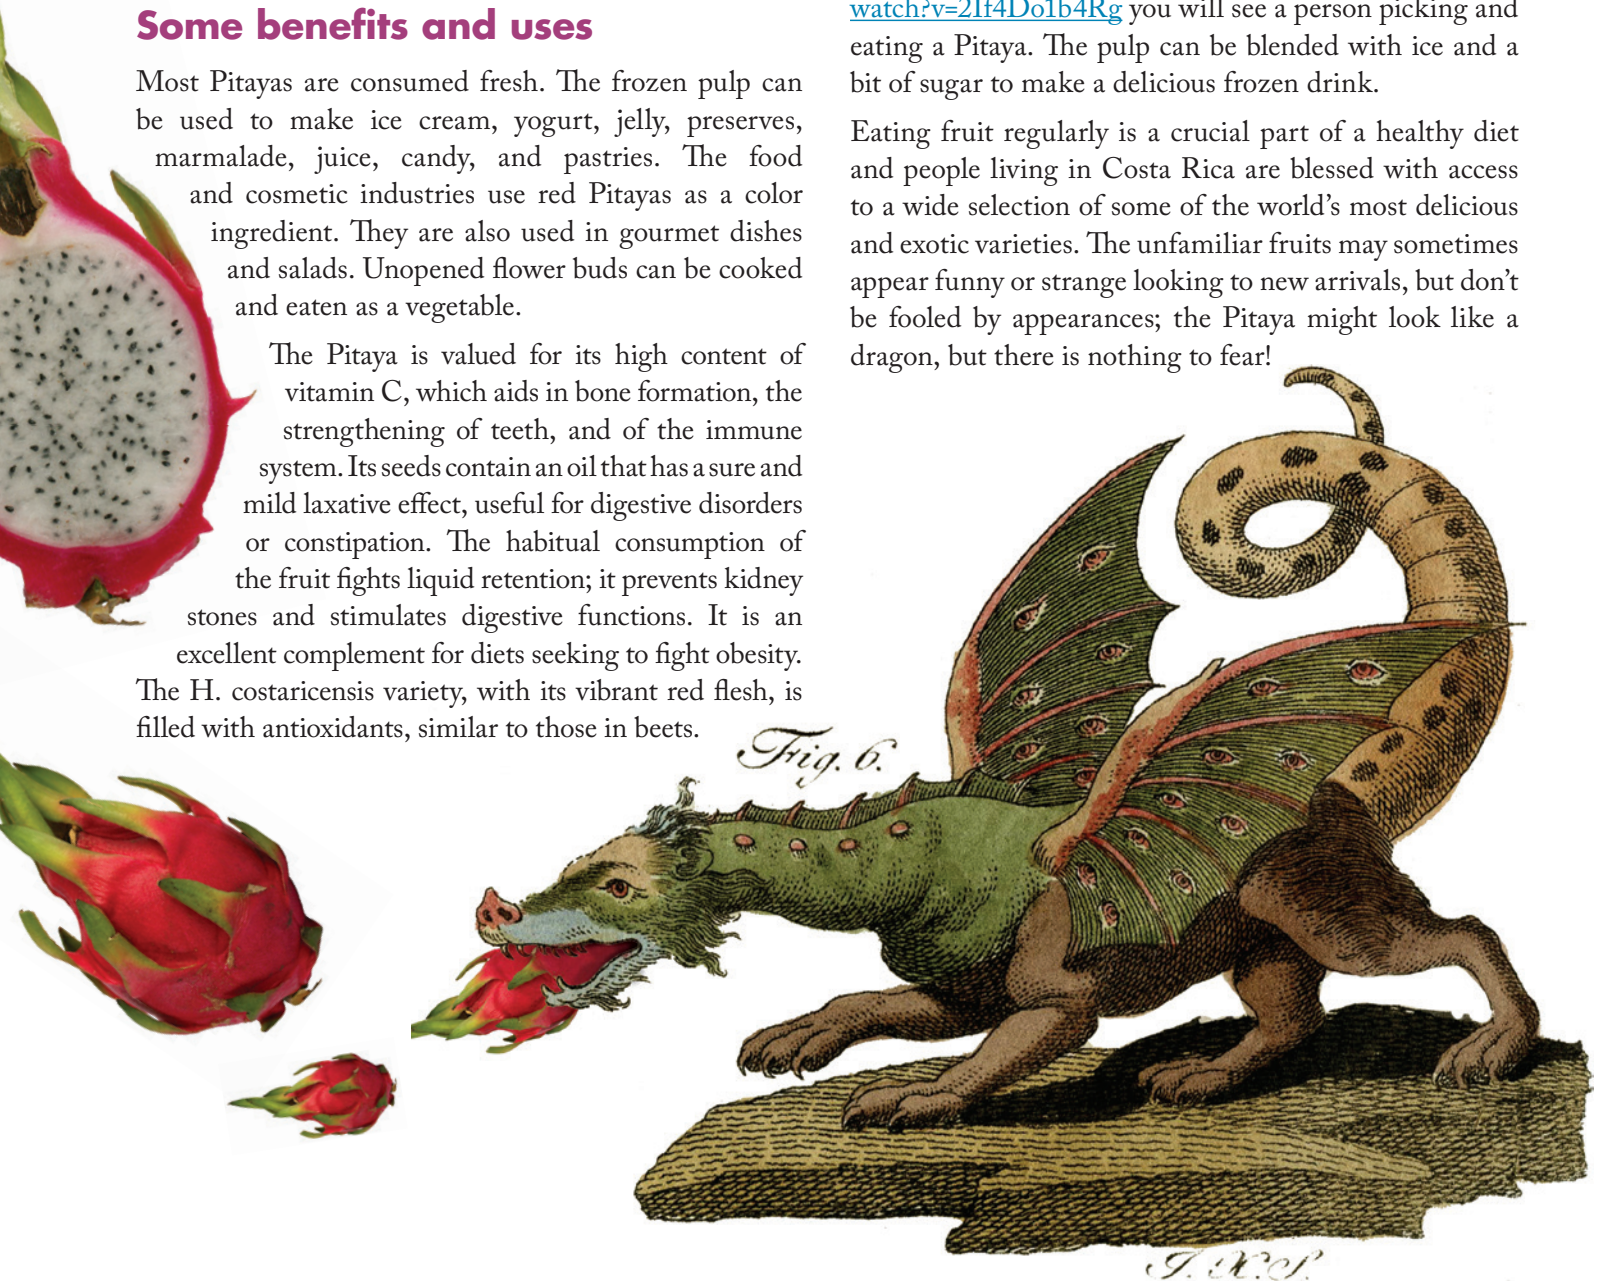 Some benefits and uses
Most Pitayas are consumed fresh. The frozen pulp can
be used to make ice cream, yogurt, jelly, preserves,
marmalade, juice, candy, and pastries. The food
and cosmetic industries use red Pitayas as a color
ingredient. They are also used in gourmet dishes
and salads. Unopened flower buds can be cooked
and eaten as a vegetable.
The Pitaya is valued for its high content of
vitamin C, which aids in bone formation, the
strengthening of teeth, and of the immune
system. Its seeds contain an oil that has a sure and
mild laxative effect, useful for digestive disorders
or constipation. The habitual consumption of
the fruit fights liquid retention; it prevents kidney
stones and stimulates digestive functions. It is an
excellent complement for diets seeking to fight obesity.
The H. costaricensis variety, with its vibrant red flesh, is
filled with antioxidants, similar to those in beets.
watch?v=2If4Do1b4Rg you will see a person picking and
eating a Pitaya. The pulp can be blended with ice and a
bit of sugar to make a delicious frozen drink.
Eating fruit regularly is a crucial part of a healthy diet
and people living in Costa Rica are blessed with access
to a wide selection of some of the world's most delicious
and exotic varieties. The unfamiliar fruits may sometimes
appear funny or strange looking to new arrivals, but don't
be fooled by appearances; the Pitaya might look like a
dragon, but there is nothing to fear!
Fig. 6.